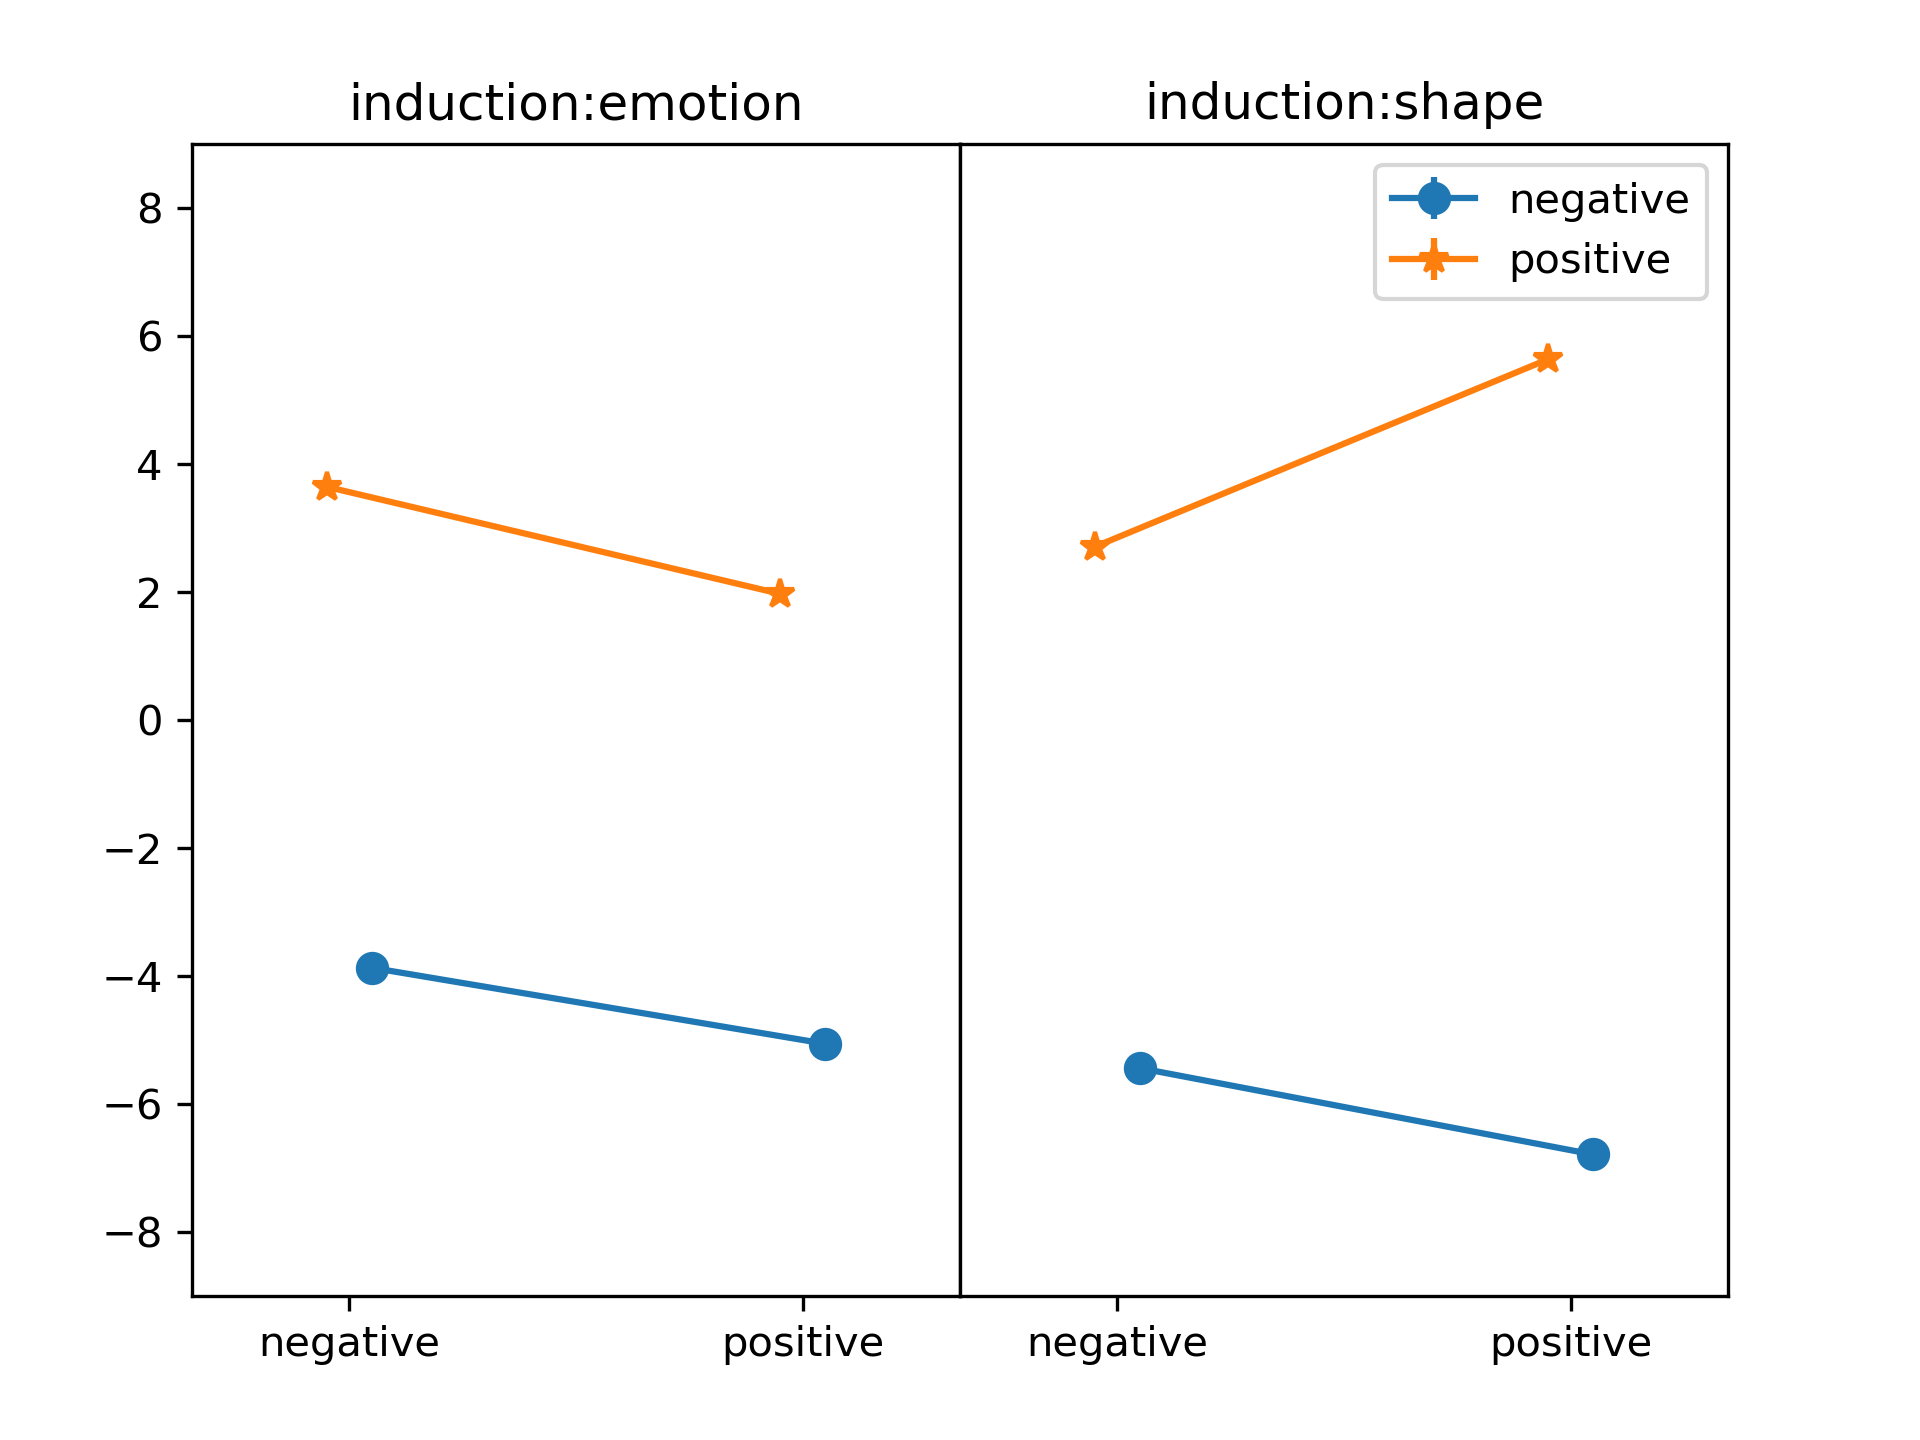 induction:emotion
induction:shape
negative
positive
8
6
4
2
0
−2
−4
−6
−8
negative
positive
negative
positive